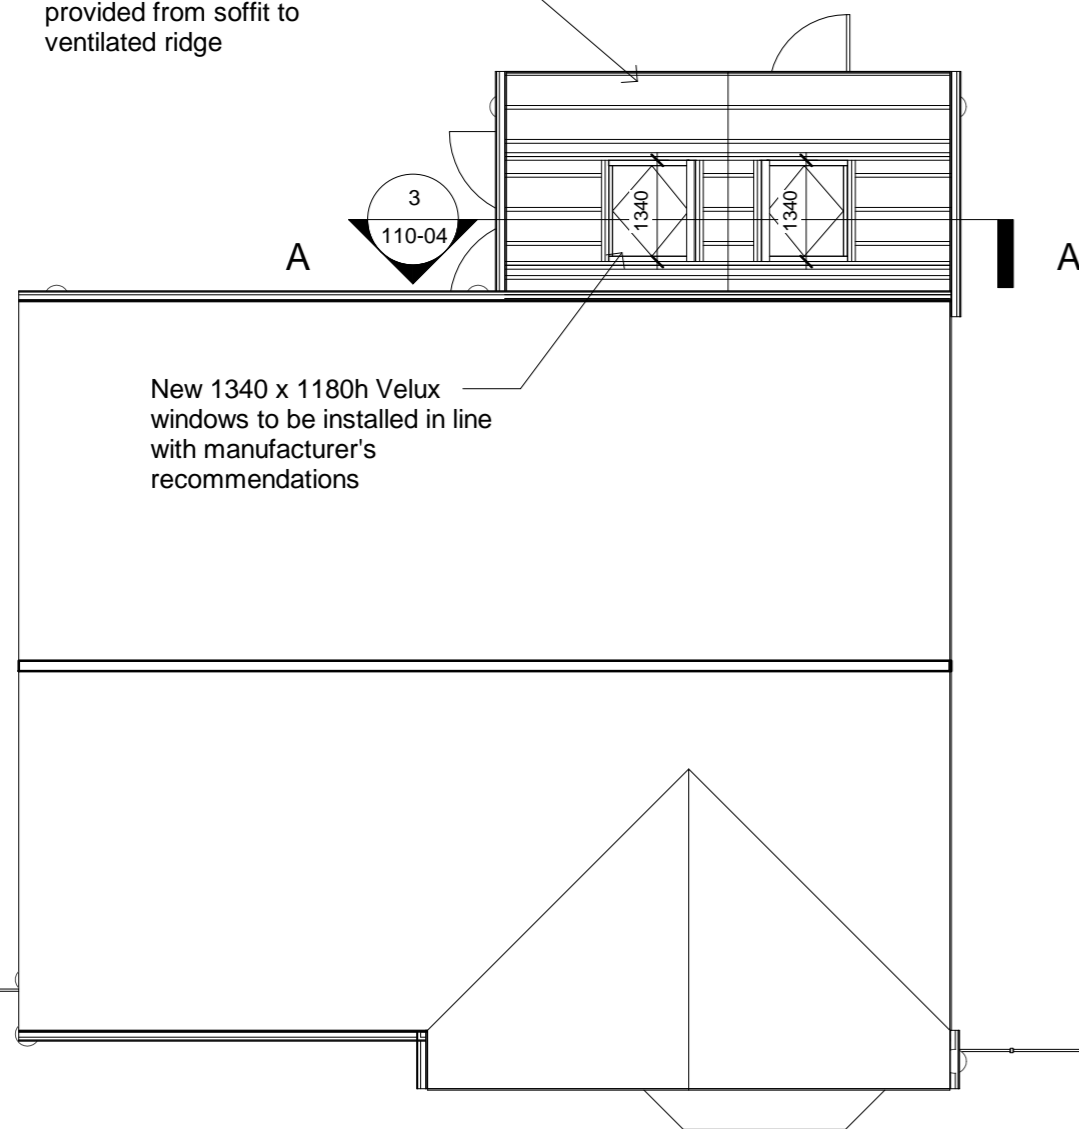 provided from soffit to
ventilated ridge
3
110-04
A
A
1340
1340
New 1340 x 1180h Velux
windows to be installed in line
with manufacturer's
recommendations